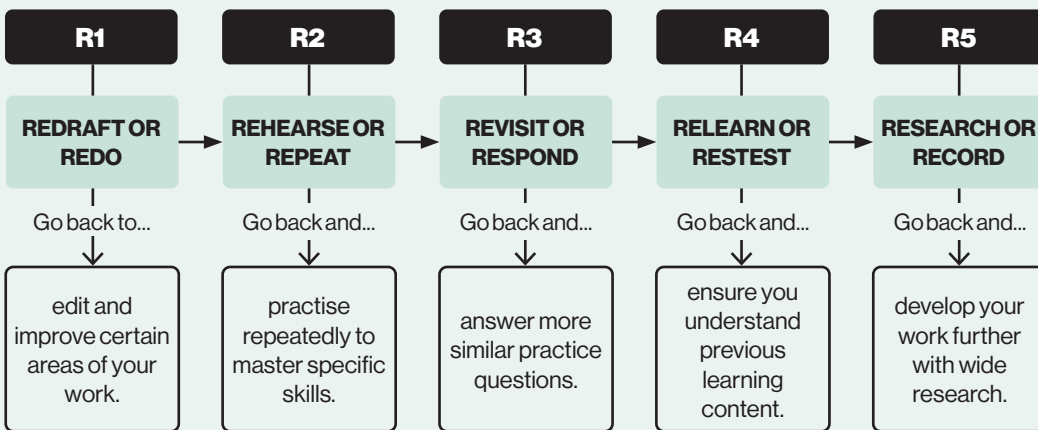 R1
REDRAFT OR
REDO
Go back to...
edit and
improve certain
areas of your
work.
R2
REHEARSE OR
REPEAT
Go back and...
practise
repeatedly to
master specific
skills.
R3
REVISIT OR
RESPOND
Go back and...
answer more
similar practice
questions.
R4
RELEARN OR
RESTEST
Go back and...
ensure you
understand
previous
learning
content.
R5
RESEARCH OR
RECORD
Go back and...
develop your
work further
with wide
research.